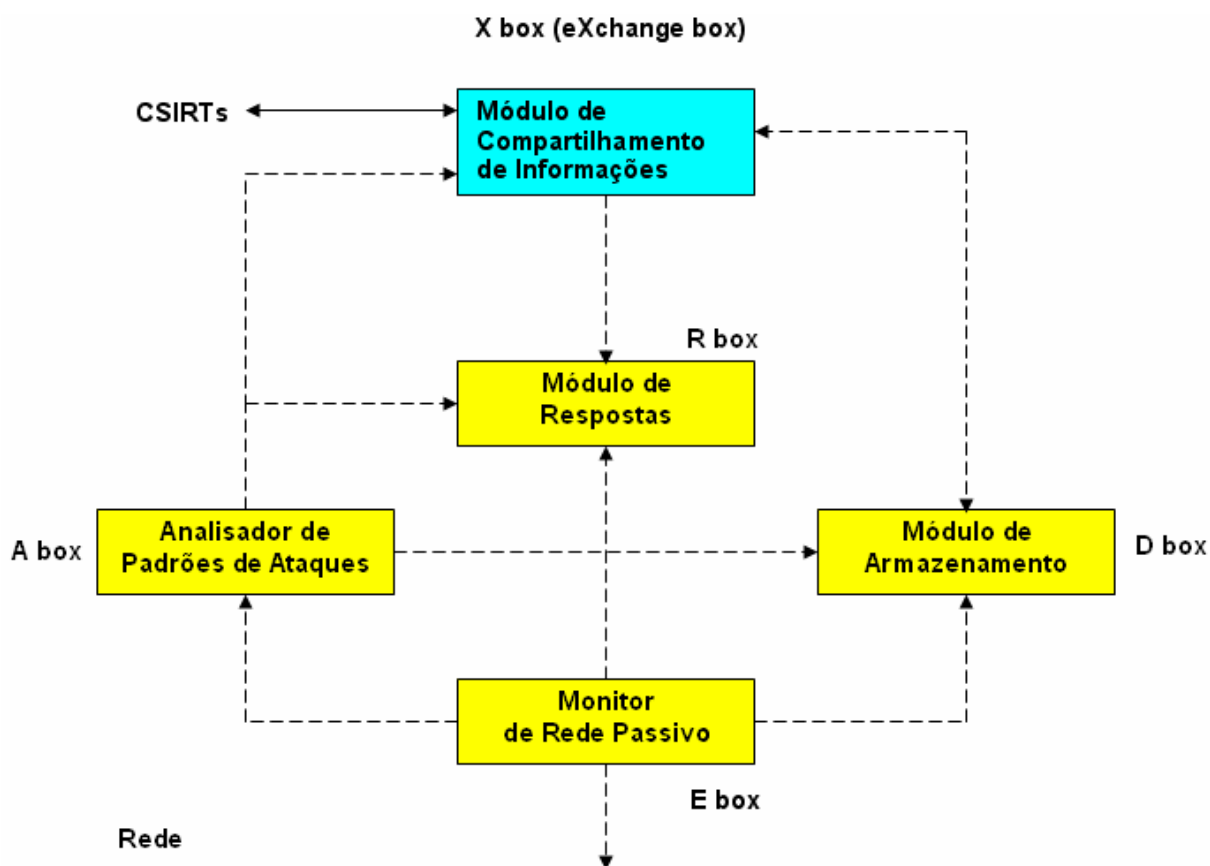 X box (eXchange box)
CSIRTs
Módulo de
Compartilhamento
de Informações
R box
Módulo de
Respostas
A box
Analisador de
Padrões de Ataques
Módulo de
Armazenamento
D box
Monitor
de Rede Passivo
E box
Rede